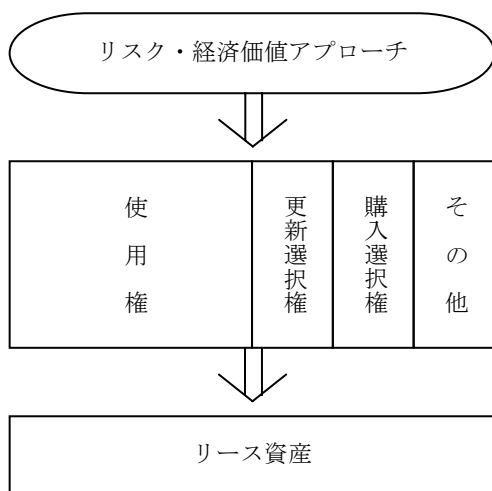 リスク・経済価値アプローチ
使用権
更新選択権
購入選択権
その他
リース資産